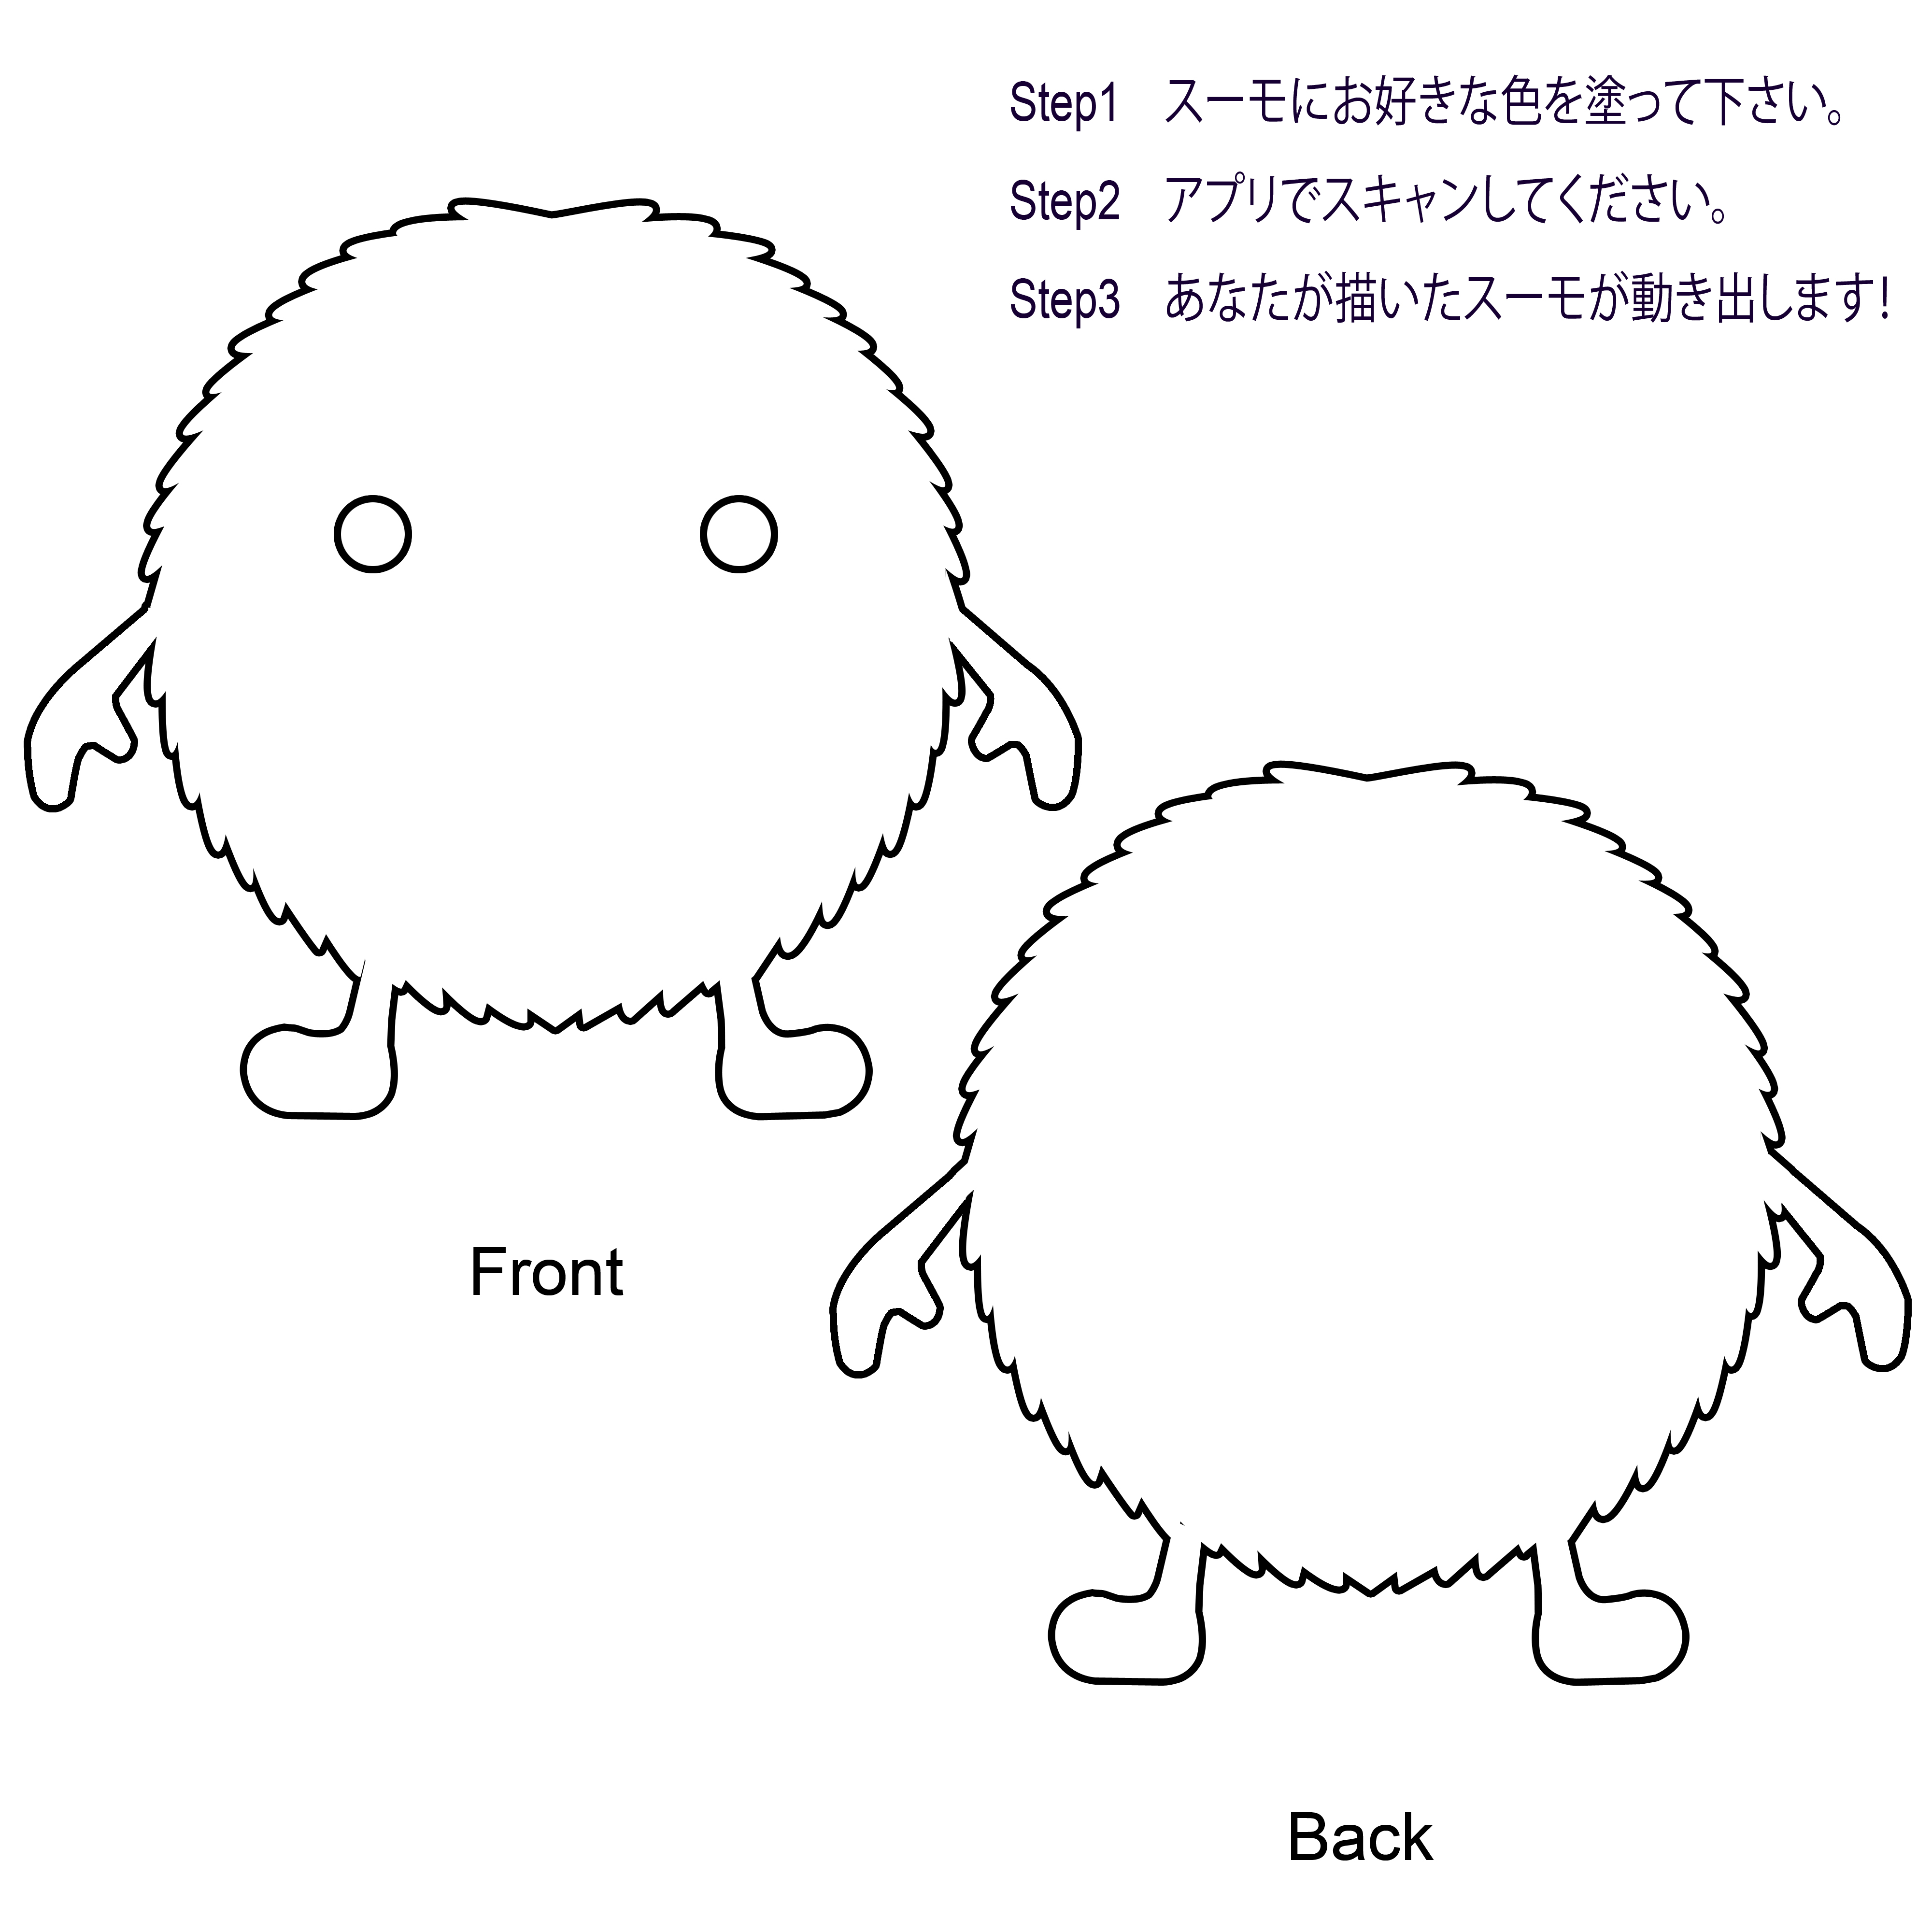 Step1 スーモにお好きな色を塗って下さい。
Step2 アプリでスキャンしてください。
Step3 あなたが描いたスーモが動き出します！
Front
Back